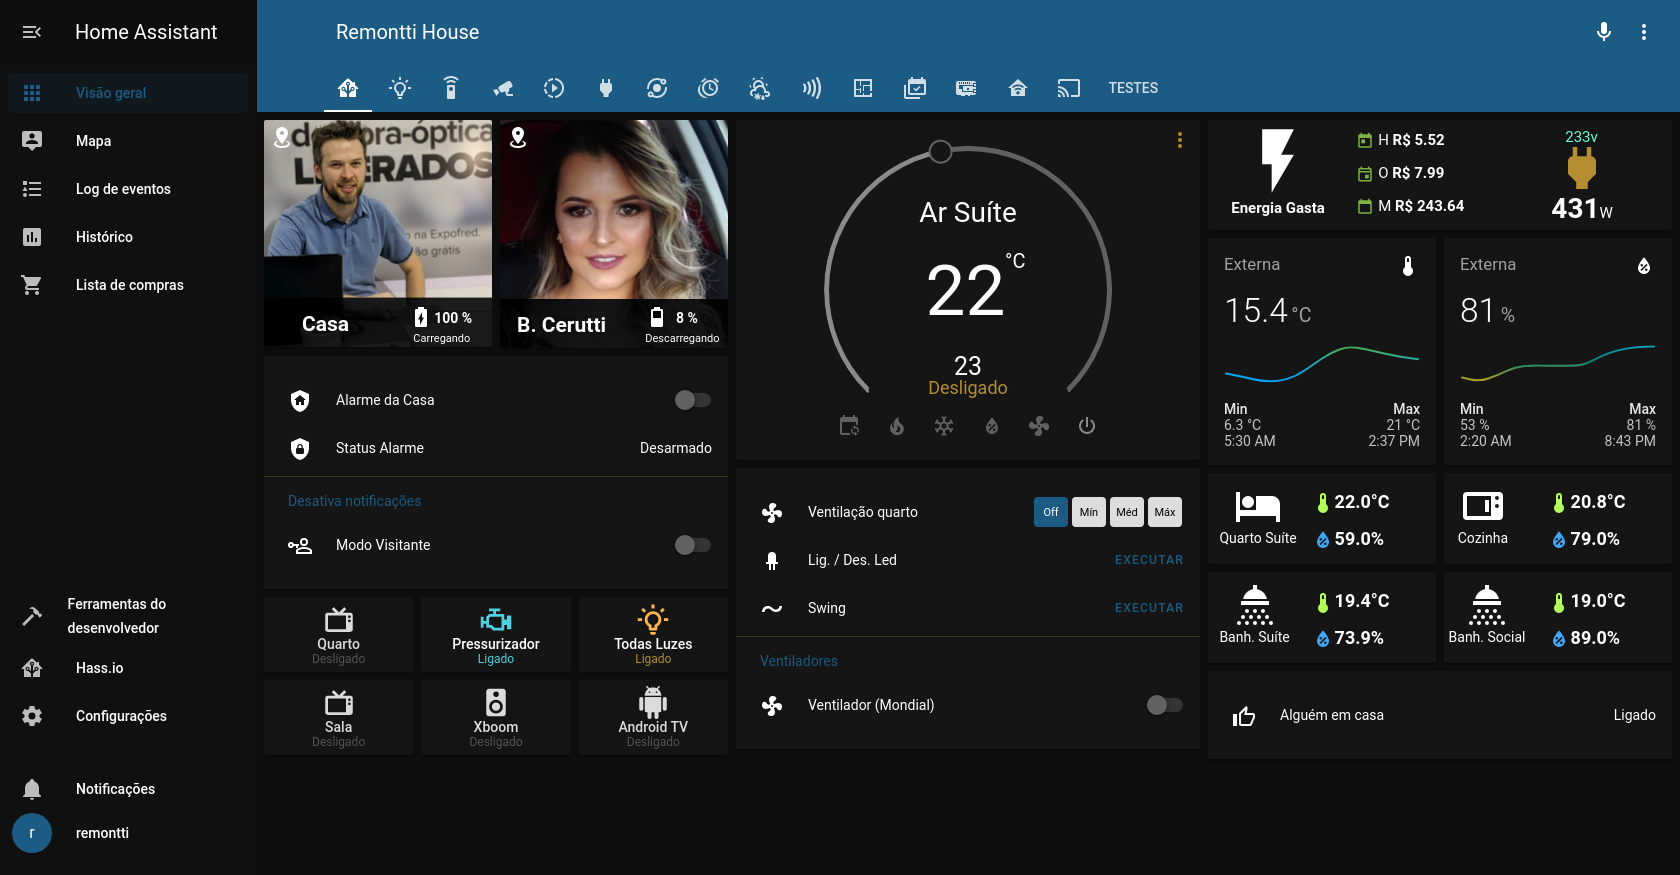 Home Assistant
Remontti House
TESTES
Visão geral
Mapa
Log de eventos
Histórico
Lista de compras
Ferramentas do
desenvolvedor
Hass.io
Configurações
Notificações
r remontti
LIBERADOS
na Expofred.
grátis
Casa
100 %
Carregando
B. Cerutti
8 %
Descarregando
Alarme da Casa
Status Alarme Desarmado
Desativa notificações
Modo Visitante
Quarto
Desligado
Pressurizador
Ligado
Todas Luzes
Ligado
Sala
Desligado
Xboom
Desligado
Android TV
Desligado
Ar Suíte
22 °C
23
Desligado
Ventilação quarto Off Mín Méd Máx
Lig. / Des. Led EXECUTAR
Swing EXECUTAR
Ventiladores
Ventilador (Mondial)
Energia Gasta
H R$ 5.52
O R$ 7.99
M R$ 243.64
233v
431 W
Externa
15.4 °C
Min Max
6.3 °C 21 °C
5:30 AM 2:37 PM
Externa
81 %
Min Max
53 % 81 %
2:20 AM 8:43 PM
Quarto Suíte
22.0°C
59.0%
Cozinha
20.8°C
79.0%
Banh. Suíte
19.4°C
73.9%
Banh. Social
19.0°C
89.0%
Alguém em casa Ligado